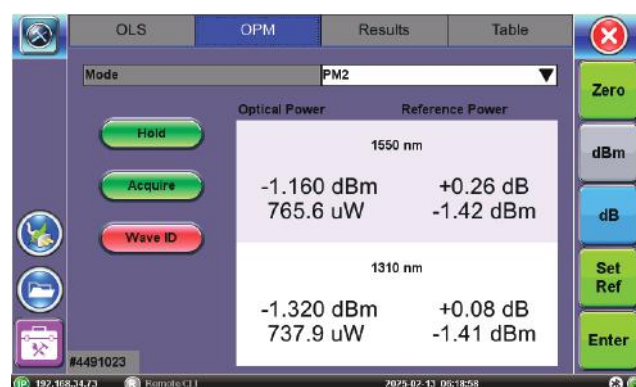 OLS OPM Results Table
Mode PM2
Zero
Optical Power Reference Power
Hold
1550 nm
dBm
Acquire
-1.160 dBm +0.26 dB
765.6 uW -1.42 dBm
dB
Wave ID
1310 nm
Set
Ref
-1.320 dBm +0.08 dB
737.9 uW -1.41 dBm
Enter
#4491023
IP 192.168.34.73 R Remote CLI 2025-02-13 06:18:58